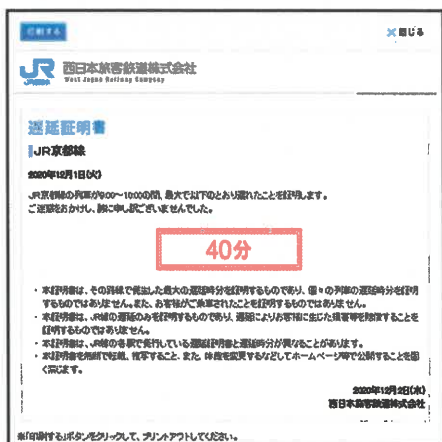 印刷する
閉じる
JR 西日本旅客鉄道株式会社
West Japan Railway Company
遅延証明書
JR京都線
2020年12月1日(火)
JR京都線の列車が9:00〜10:00の間、最大で以下のとおり遅れたことを証明します。
ご迷惑をおかけし、誠に申し訳ございませんでした。
40分
・本証明書は、その路線で発生した最大の遅延時分を証明するものであり、個々の列車の遅延時分を証明
するものではありません。また、お客様がご乗車されたことを証明するものではありません。
・本証明書は、JR線の遅延のみを証明するものであり、遅延によりお客様に生じた損害等を賠償することを
証明するものではありません。
・本証明書は、JR線の各駅で発行している遅延証明書と遅延時分が異なることがあります。
・本証明書を無断で転載、複写すること、また、体裁を変更するなどしてホームページ等で公開することを固
く禁じます。
2020年12月2日(水)
西日本旅客鉄道株式会社
※「印刷する」ボタンをクリックして、プリントアウトしてください。